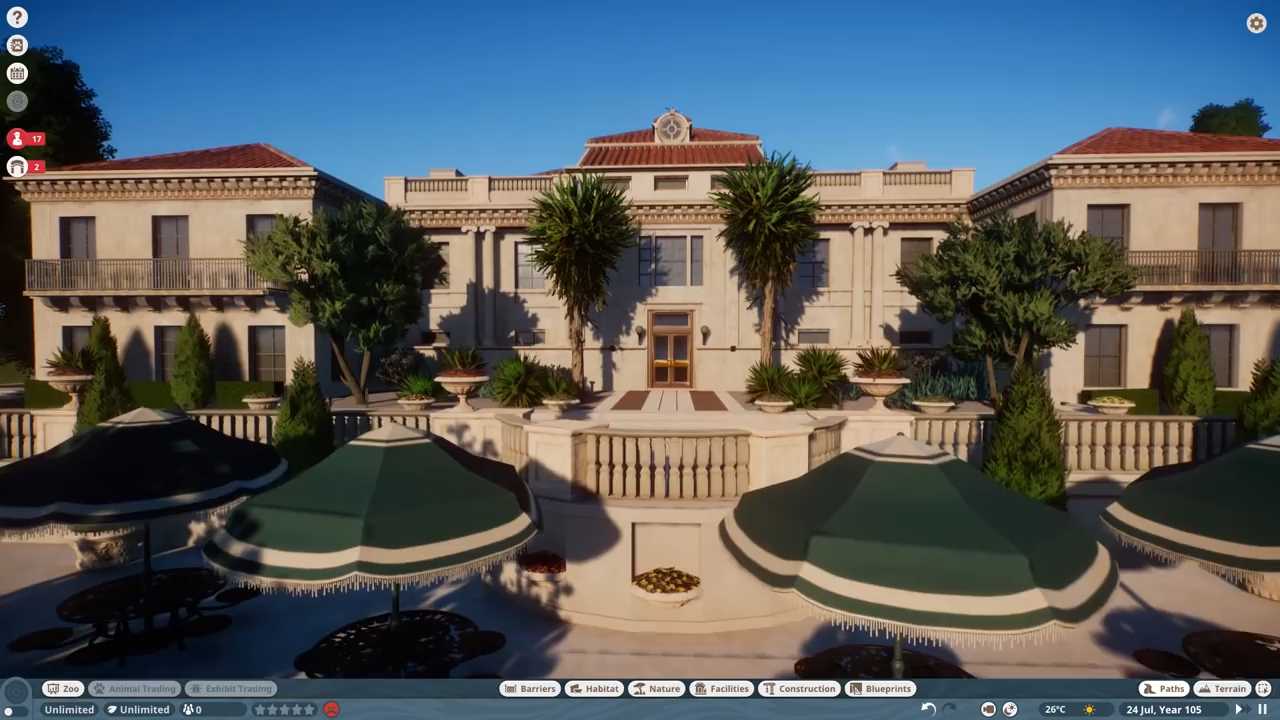 ?
17
2
Zoo
Animal Trading
Exhibit Trading
Barriers
Habitat
Nature
Facilities
Construction
Blueprints
Paths
Terrain
Unlimited
Unlimited
0
26°C
24 Jul, Year 105